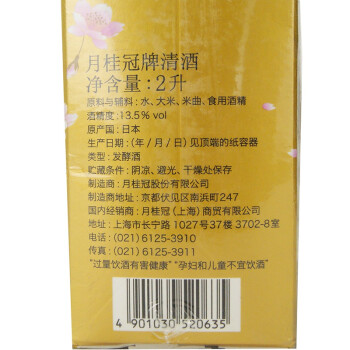 月桂冠牌清酒
净含量:2升
原料与辅料:水、大米、米曲、食用酒精
酒精度:13.5% vol
原产国:日本
生产日期:(年/月/日)见顶端的纸容器
类型:发酵酒
贮藏条件:阴凉、避光、干燥处保存
制造商:月桂冠股份有限公司
制造商地址:京都伏见区南浜町247
国内经销商:月桂冠(上海)商贸有限公司
地址:上海市长宁路1027号37楼 3702-8室
电话:(021) 6125-3910
传真:(021) 6125-3911
“过量饮酒有害健康” “孕妇和儿童不宜饮酒”
4 901030 520635